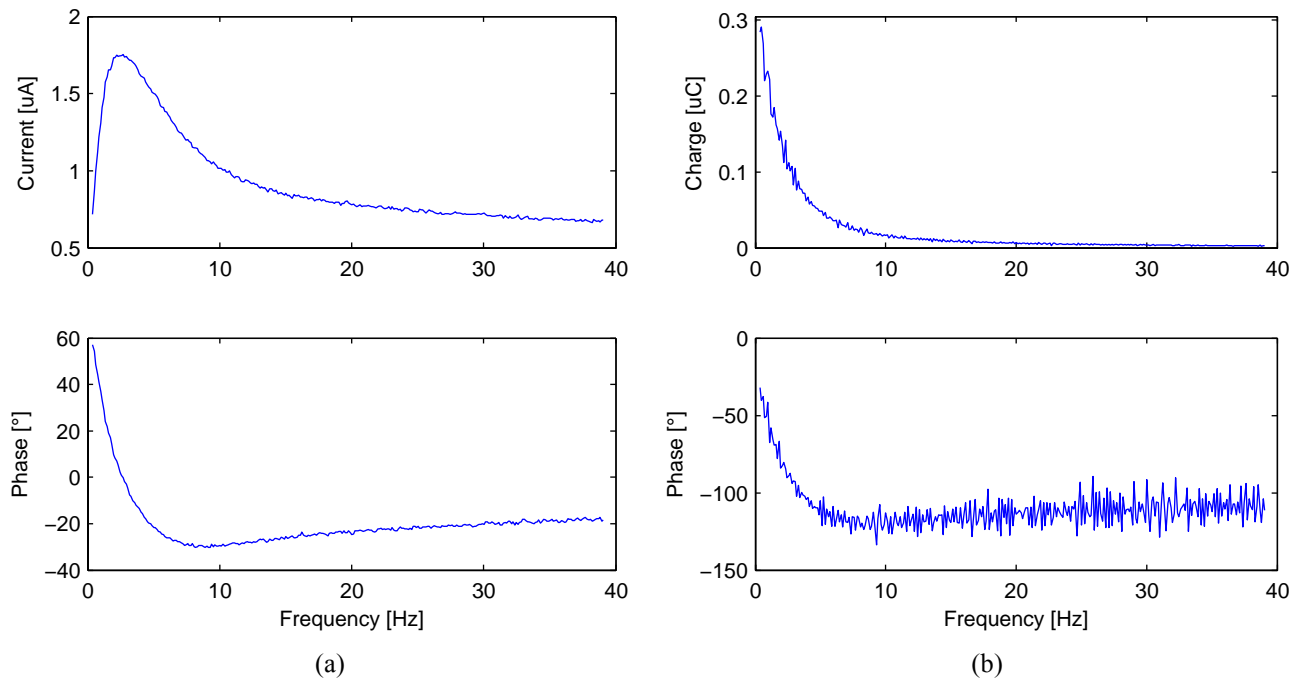 2
1.5
1
0.5
Current [uA]
0 10 20 30 40
60
40
20
0
−20
−40
Phase [°]
0 10 20 30 40
Frequency [Hz]
(a)
0.3
0.2
0.1
0
Charge [uC]
0 10 20 30 40
0
−50
−100
−150
Phase [°]
0 10 20 30 40
Frequency [Hz]
(b)